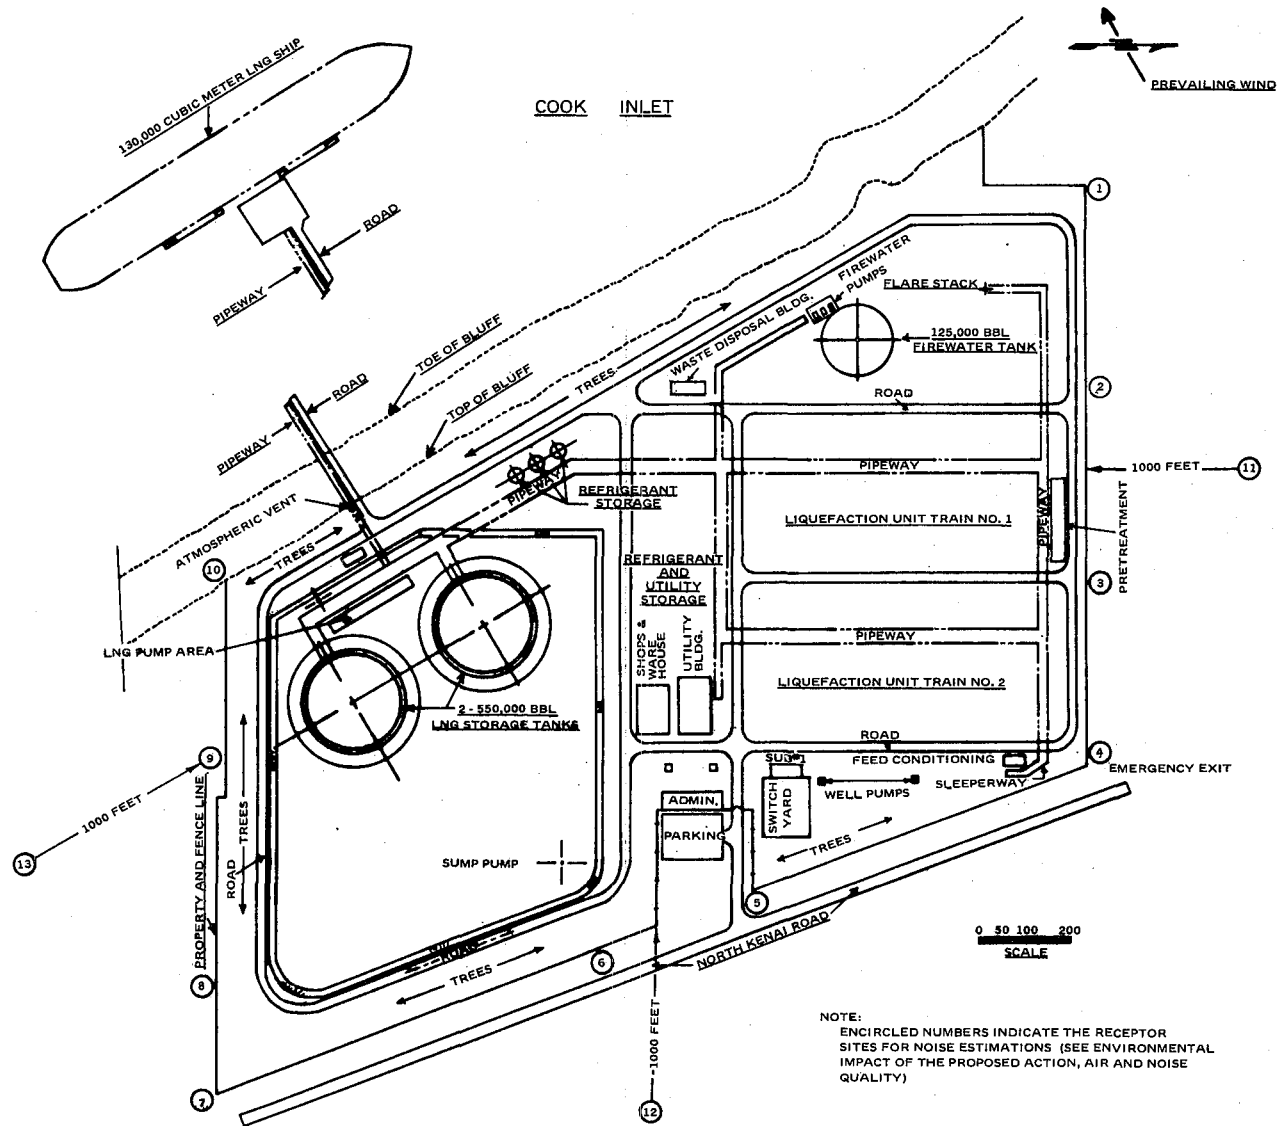 130,000 CUBIC METER LNG SHIP
COOK INLET
PREVAILING WIND
1
ROAD
PIPEWAY
FIREWATER
PUMPS
FLARE STACK
TOE OF BLUFF
WASTE DISPOSAL BLDG.
125,000 BBL
FIREWATER TANK
TREES
ROAD
TOP OF BLUFF
2
ROAD
PIPEWAY
PIPEWAY
1000 FEET
11
PIPEWAY
REFRIGERANT
STORAGE
ATMOSPHERIC VENT
LIQUEFACTION UNIT TRAIN NO. 1
PIPEWAY
PRETREATMENT
TREES
10
REFRIGERANT
AND
UTILITY
STORAGE
3
LNG PUMP AREA
SHOPS &
WARE
HOUSE
UTILITY
BLDG.
PIPEWAY
LIQUEFACTION UNIT TRAIN NO. 2
2 - 550,000 BBL
LNG STORAGE TANKS
ROAD
9
FEED CONDITIONING
4
EMERGENCY EXIT
SLEEPERWAY
1000 FEET
WELL PUMPS
ADMIN.
SWITCH
YARD
PARKING
TREES
ROAD
TREES
13
SUMP PUMP
PROPERTY AND FENCE LINE
5
NORTH KENAI ROAD
0 50 100 200
SCALE
ROAD
6
TREES
8
1000 FEET
7
12
NOTE:
ENCIRCLED NUMBERS INDICATE THE RECEPTOR
SITES FOR NOISE ESTIMATIONS (SEE ENVIRONMENTAL
IMPACT OF THE PROPOSED ACTION, AIR AND NOISE
QUALITY)